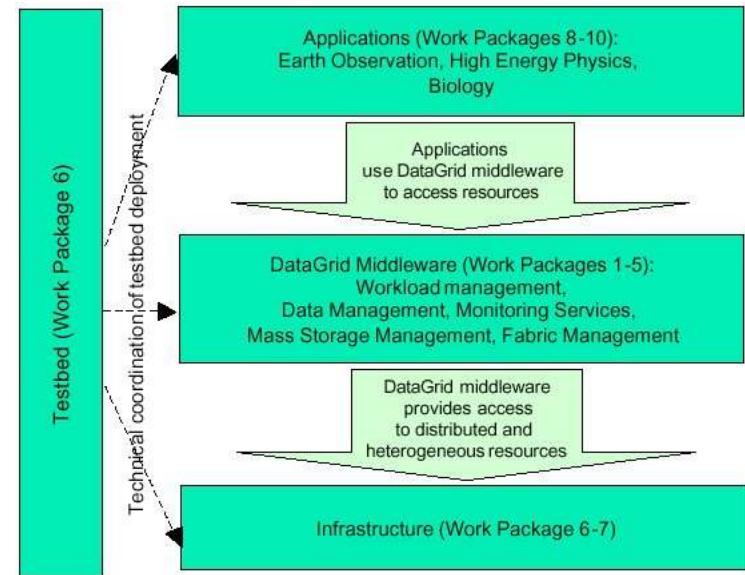 Testbed (Work Package 6)
Technical coordination of testbed deployment
Applications (Work Packages 8-10):
Earth Observation, High Energy Physics,
Biology
Applications
use DataGrid middleware
to access resources
DataGrid Middleware (Work Packages 1-5):
Workload management,
Data Management, Monitoring Services,
Mass Storage Management, Fabric Management
DataGrid middleware
provides access
to distributed and
heterogeneous resources
Infrastructure (Work Package 6-7)